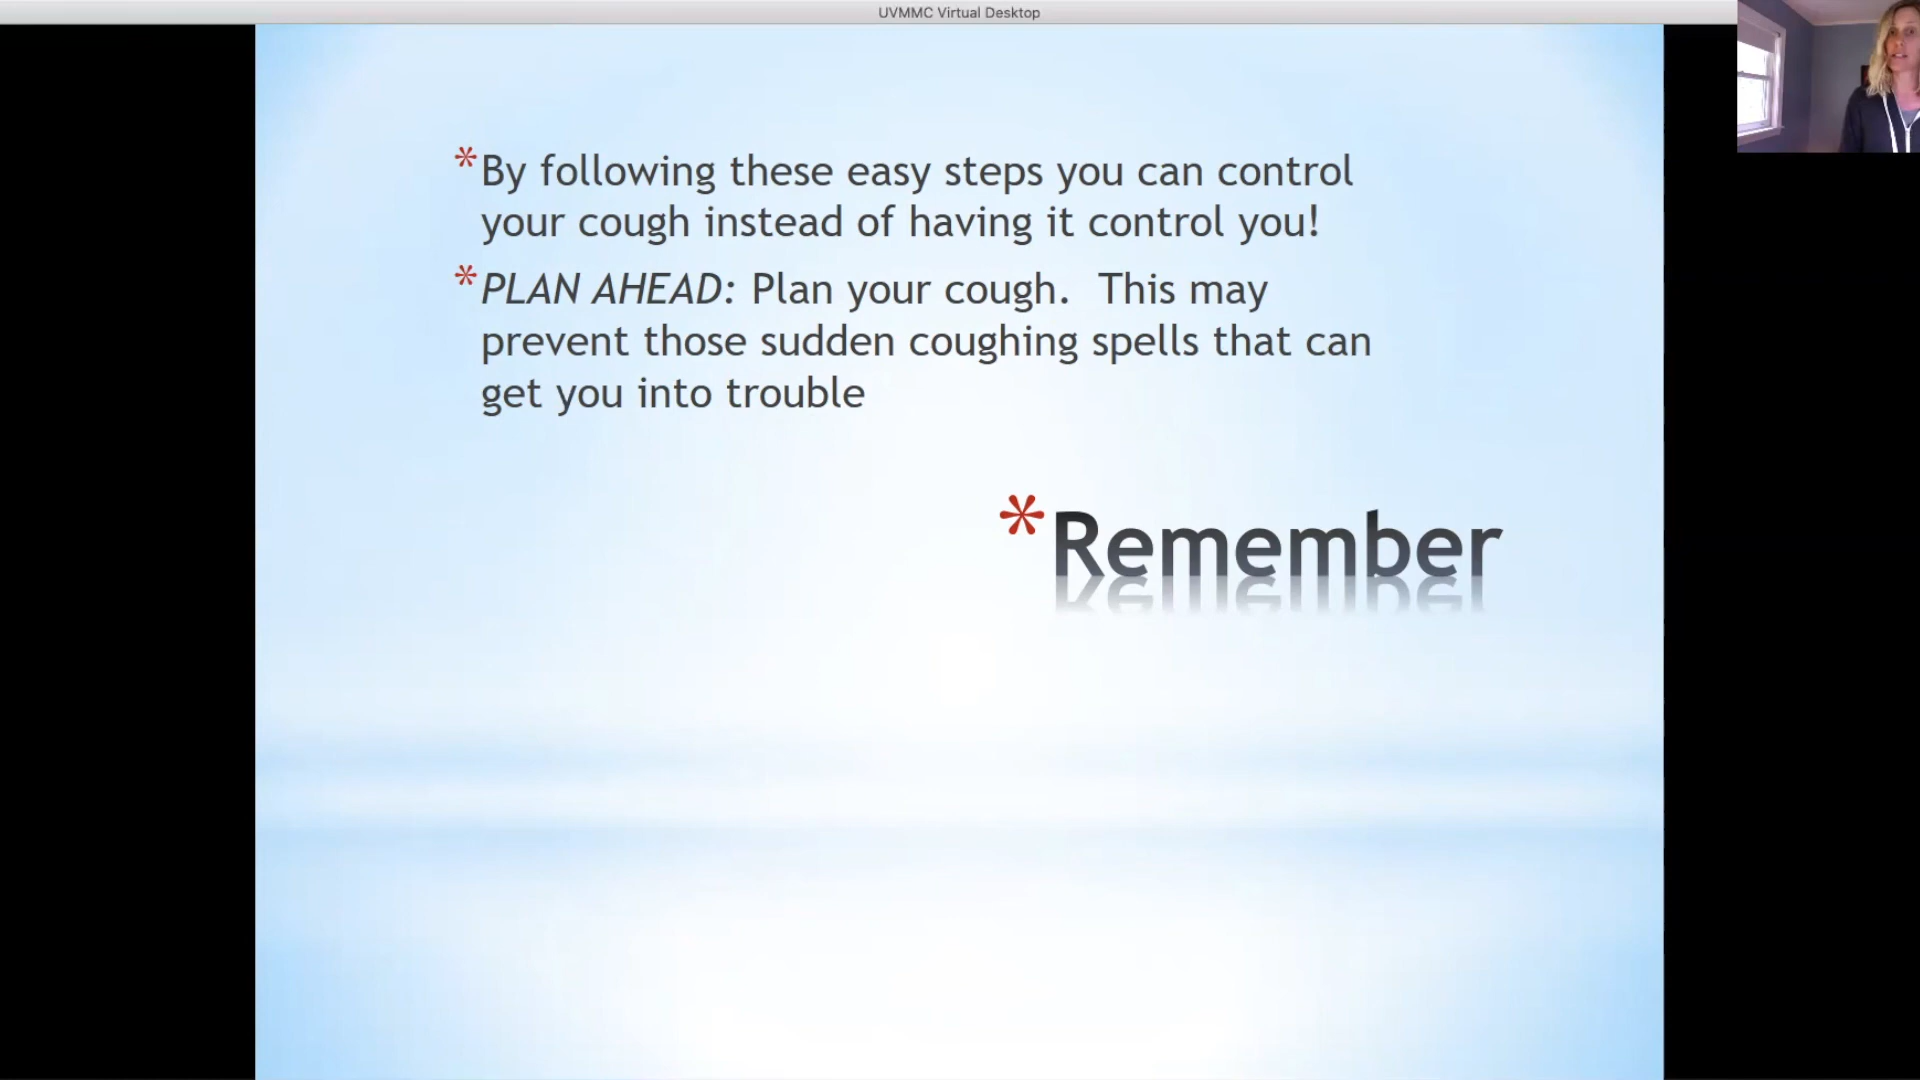 UVMMC Virtual Desktop
*By following these easy steps you can control
your cough instead of having it control you!
*PLAN AHEAD: Plan your cough.  This may
prevent those sudden coughing spells that can
get you into trouble
*Remember